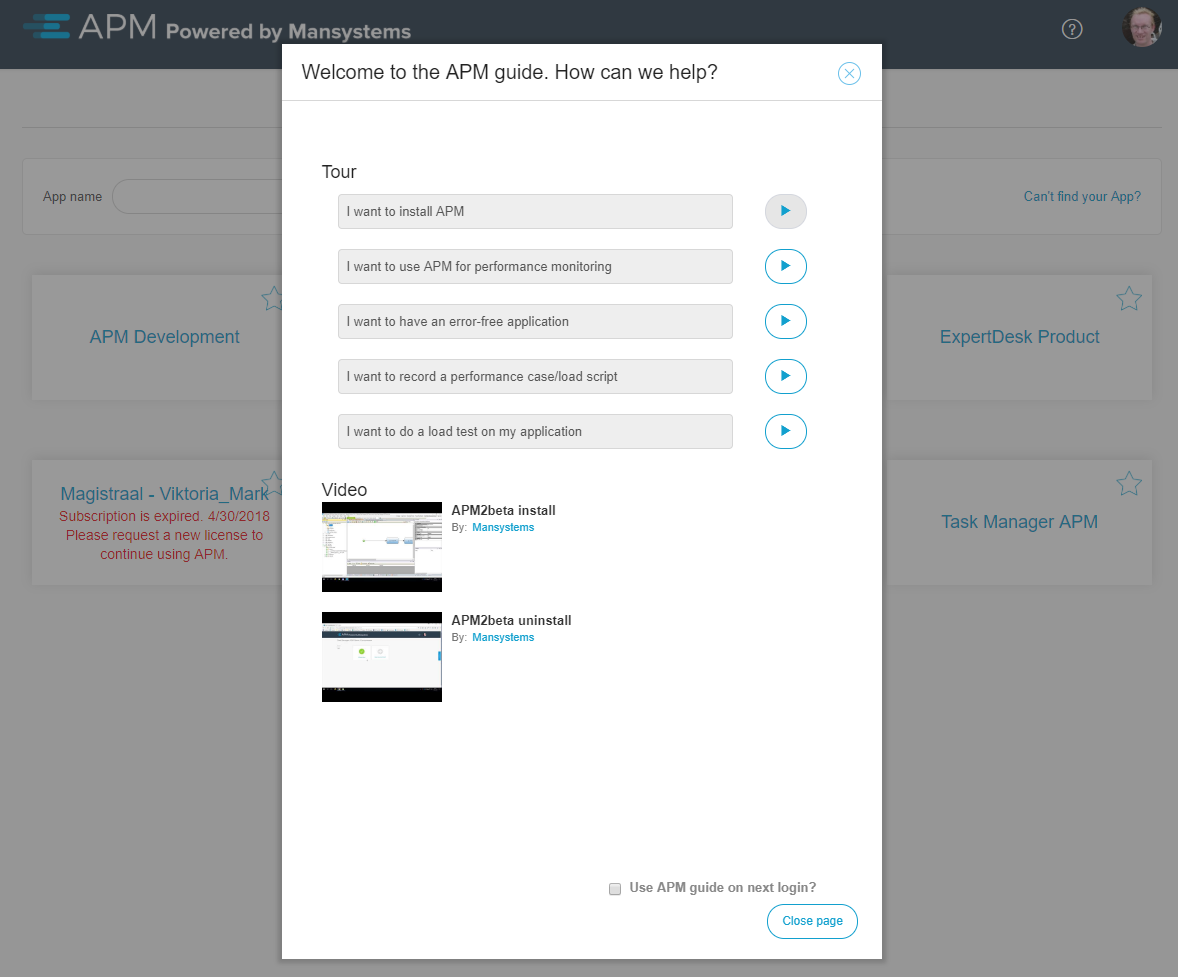 APM Powered by Mansystems
Welcome to the APM guide. How can we help?
App name
Can't find your App?
Tour
I want to install APM
I want to use APM for performance monitoring
I want to have an error-free application
I want to record a performance case/load script
I want to do a load test on my application
APM Development
ExpertDesk Product
Magistraal - Viktoria_Mark
Subscription is expired. 4/30/2018
Please request a new license to
continue using APM.
Task Manager APM
Video
APM2beta install
By: Mansystems
APM2beta uninstall
By: Mansystems
Use APM guide on next login?
Close page